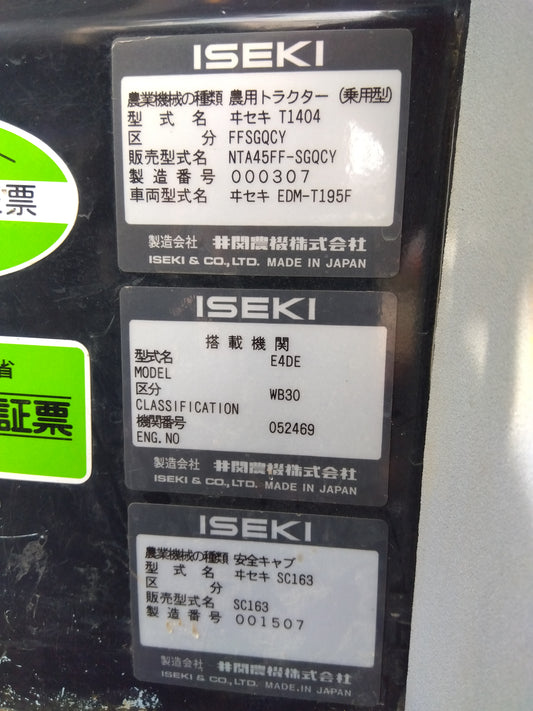 票
ISEKI
農業機械の種類 農用トラクター (乗用型)
型式名 ヰセキ T1404
区分 FFSGQCY
販売型式名 NTA45FF-SGQCY
製造番号 000307
車両型式名 ヰセキ EDM-T195F
製造会社 井関農機株式会社
ISEKI & CO., LTD. MADE IN JAPAN
省
証票
ISEKI
搭載機関
型式名 E4DE
MODEL
区分 WB30
CLASSIFICATION
機関番号 052469
ENG.NO
製造会社 井関農機株式会社
ISEKI & CO., LTD. MADE IN JAPAN
ISEKI
農業機械の種類 安全キャブ
型式名 ヰセキ SC163
区分
販売型式名 SC163
製造番号 001507
製造会社 井関農機株式会社
ISEKI & CO., LTD. MADE IN JAPAN